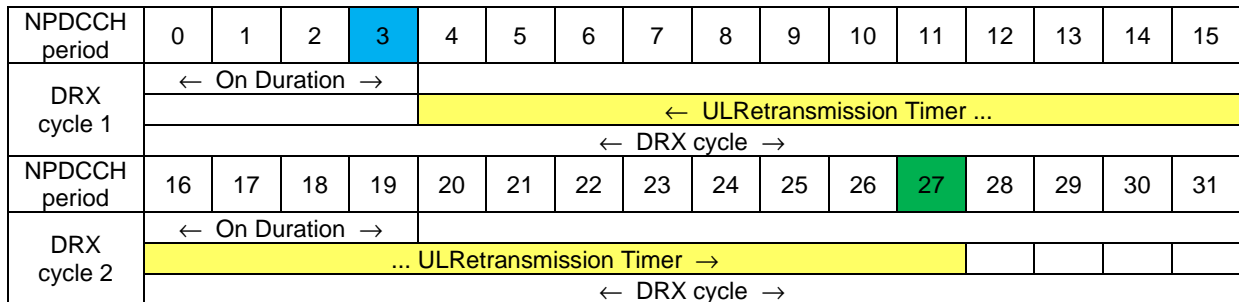 NPDCCH period 0 1 2 3 4 5 6 7 8 9 10 11 12 13 14 15
DRX cycle 1
← On Duration →
← ULRetransmission Timer ...
← DRX cycle →
NPDCCH period 16 17 18 19 20 21 22 23 24 25 26 27 28 29 30 31
DRX cycle 2
← On Duration →
... ULRetransmission Timer →
← DRX cycle →